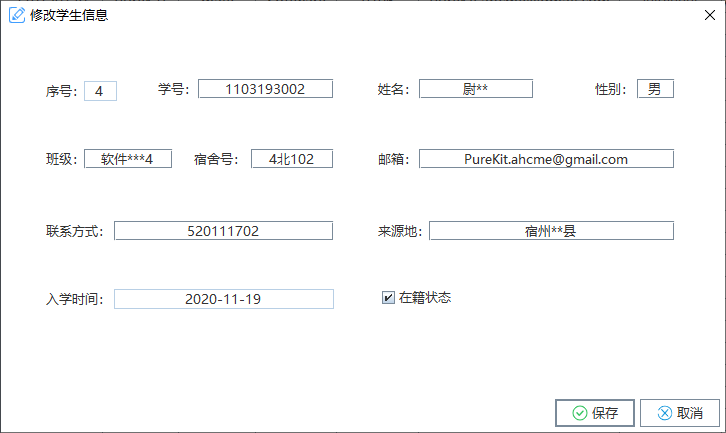 修改学生信息
序号: 4 学号: 1103193002 姓名: 尉** 性别: 男
班级: 软件***4 宿舍号: 4北102 邮箱: PureKit.ahcme@gmail.com
联系方式: 520111702 来源地: 宿州**县
入学时间: 2020-11-19 在籍状态
保存 取消